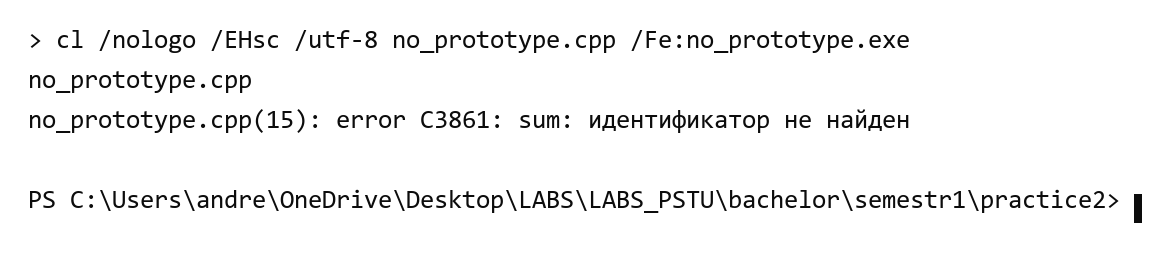 > cl /nologo /EHsc /utf-8 no_prototype.cpp /Fe:no_prototype.exe
no_prototype.cpp
no_prototype.cpp(15): error C3861: sum: идентификатор не найден
PS C:\Users\andre\OneDrive\Desktop\LABS\LABS_PSTU\bachelor\semestr1\practice2>